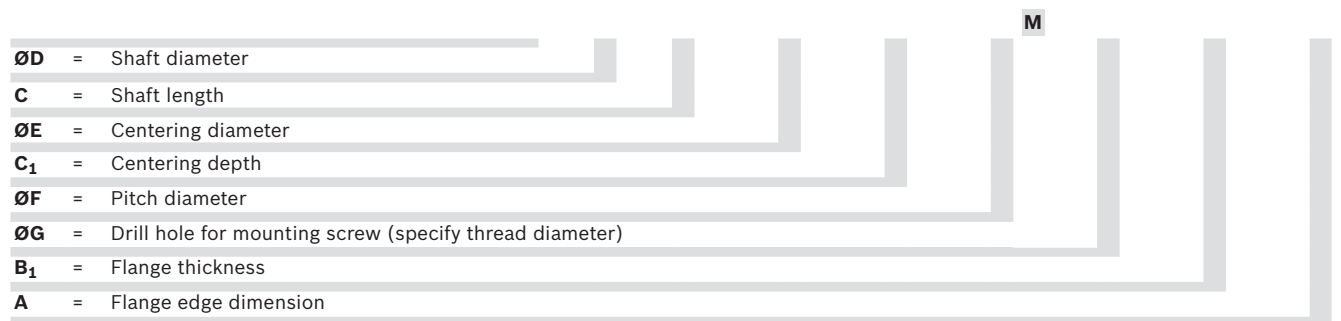 M
ØD = Shaft diameter
C = Shaft length
ØE = Centering diameter
C₁ = Centering depth
ØF = Pitch diameter
ØG = Drill hole for mounting screw (specify thread diameter)
B₁ = Flange thickness
A = Flange edge dimension